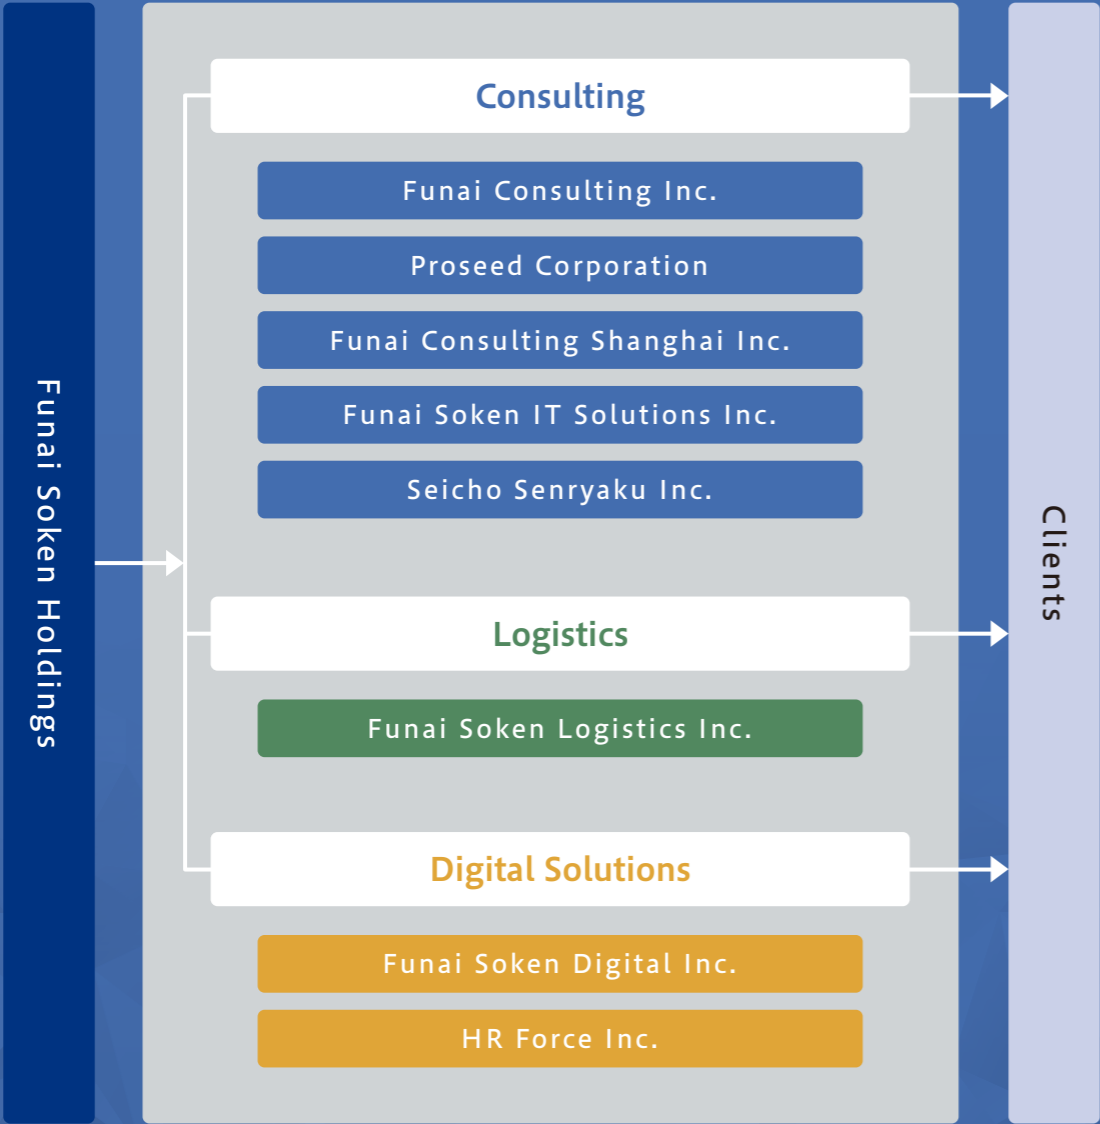 Funai Soken Holdings
Consulting
Funai Consulting Inc.
Proseed Corporation
Funai Consulting Shanghai Inc.
Funai Soken IT Solutions Inc.
Seicho Senryaku Inc.
Logistics
Funai Soken Logistics Inc.
Digital Solutions
Funai Soken Digital Inc.
HR Force Inc.
Clients